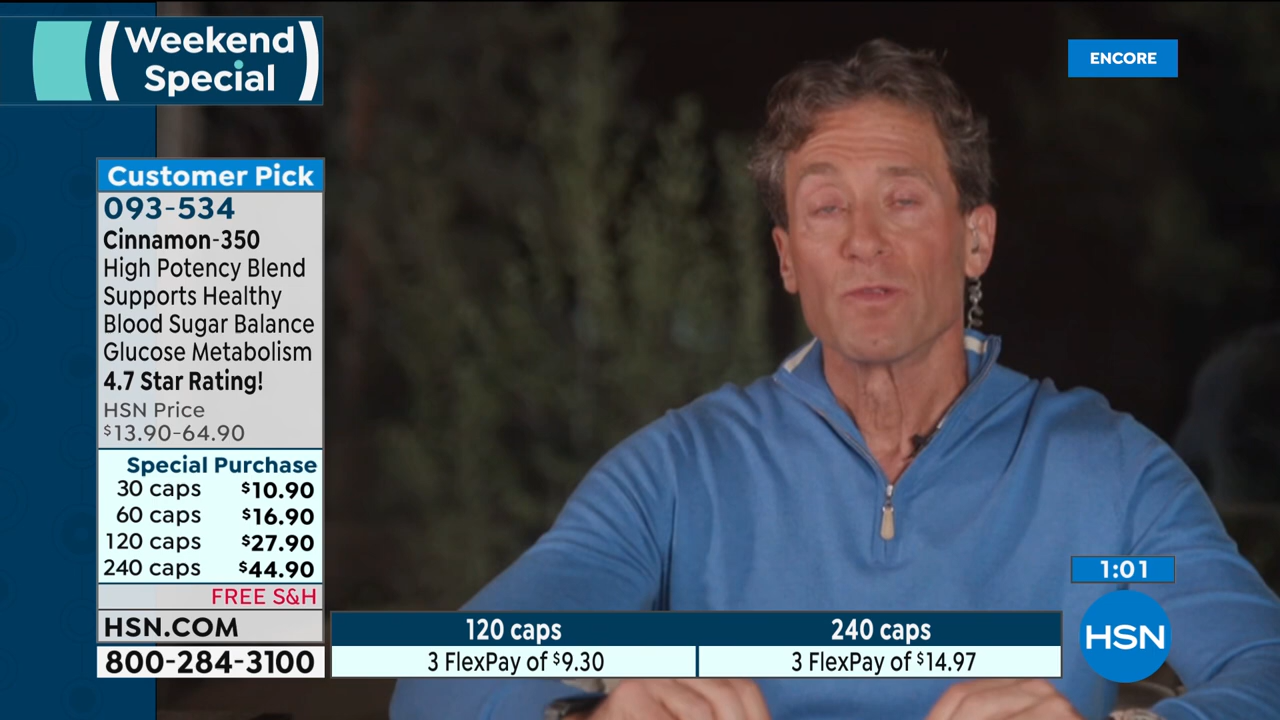 Weekend
Special
ENCORE
Customer Pick
093-534
Cinnamon-350
High Potency Blend
Supports Healthy
Blood Sugar Balance
Glucose Metabolism
4.7 Star Rating!
HSN Price
$13.90-64.90
Special Purchase
30 caps $10.90
60 caps $16.90
120 caps $27.90
240 caps $44.90
FREE S&H
HSN.COM
800-284-3100
120 caps 240 caps
3 FlexPay of $9.30 3 FlexPay of $14.97
1:01
HSN